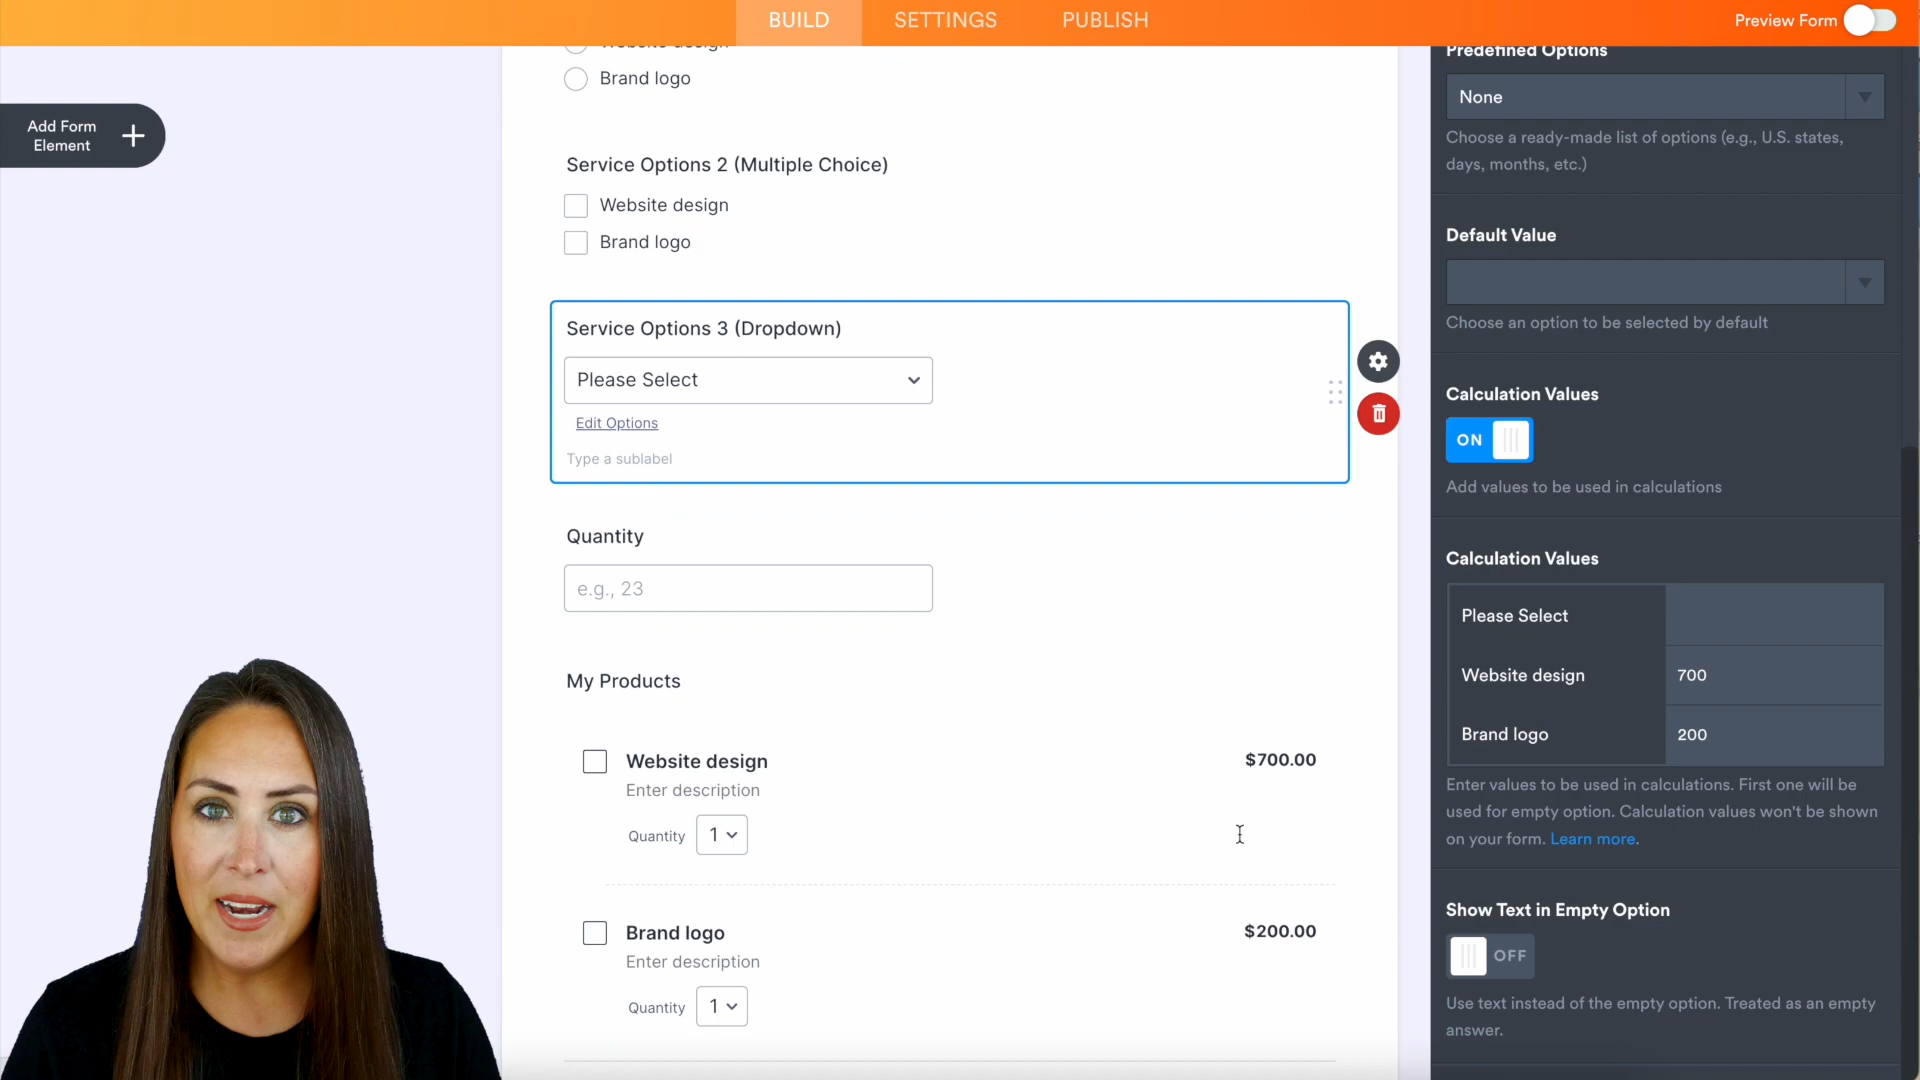 BUILD
SETTINGS
PUBLISH
Preview Form
Add Form
Element
Website design
Brand logo
Service Options 2 (Multiple Choice)
Website design
Brand logo
Service Options 3 (Dropdown)
Please Select
Edit Options
Type a sublabel
Quantity
e.g., 23
My Products
Website design
$700.00
Enter description
Quantity
1
Brand logo
$200.00
Enter description
Quantity
1
Predefined Options
None
Choose a ready-made list of options (e.g., U.S. states,
days, months, etc.)
Default Value
Choose an option to be selected by default
Calculation Values
ON
Add values to be used in calculations
Calculation Values
Please Select
Website design 700
Brand logo 200
Enter values to be used in calculations. First one will be
used for empty option. Calculation values won't be shown
on your form. Learn more.
Show Text in Empty Option
OFF
Use text instead of the empty option. Treated as an empty
answer.